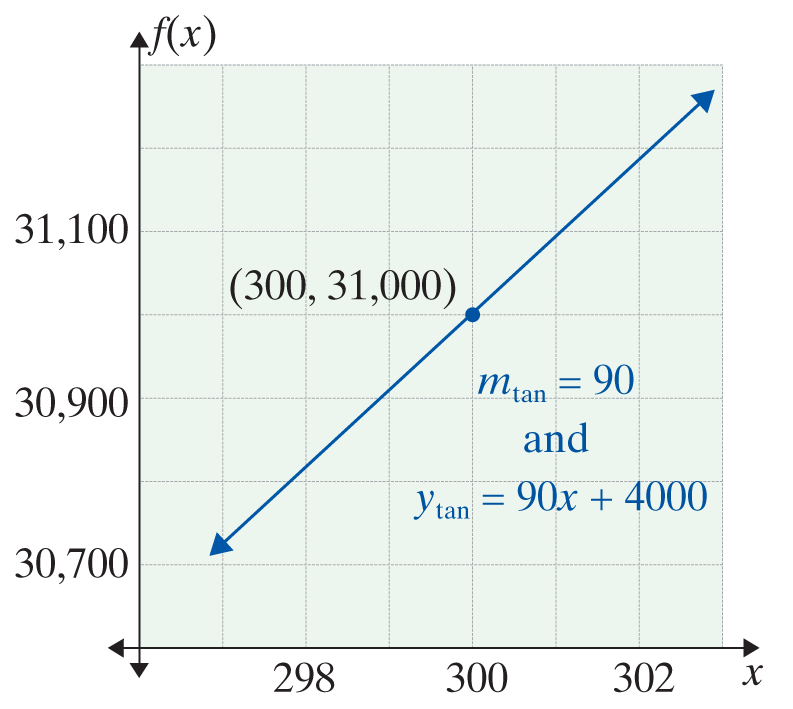 f(x)
31,100
(300, 31,000)
m_tan = 90
30,900
and
y_tan = 90x + 4000
30,700
298 300 302 x